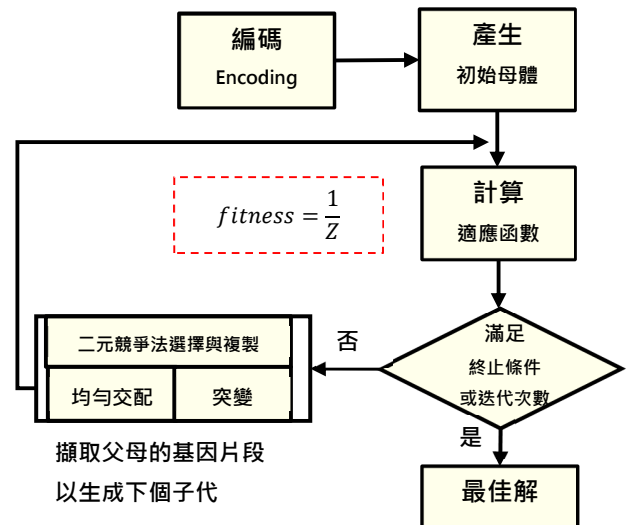 編碼
Encoding
產生
初始母體
計算
適應函數
fitness = 1/Z
滿足
終止條件
或迭代次數
否
是
二元競爭法選擇與複製
均勻交配
突變
擷取父母的基因片段
以生成下個子代
最佳解